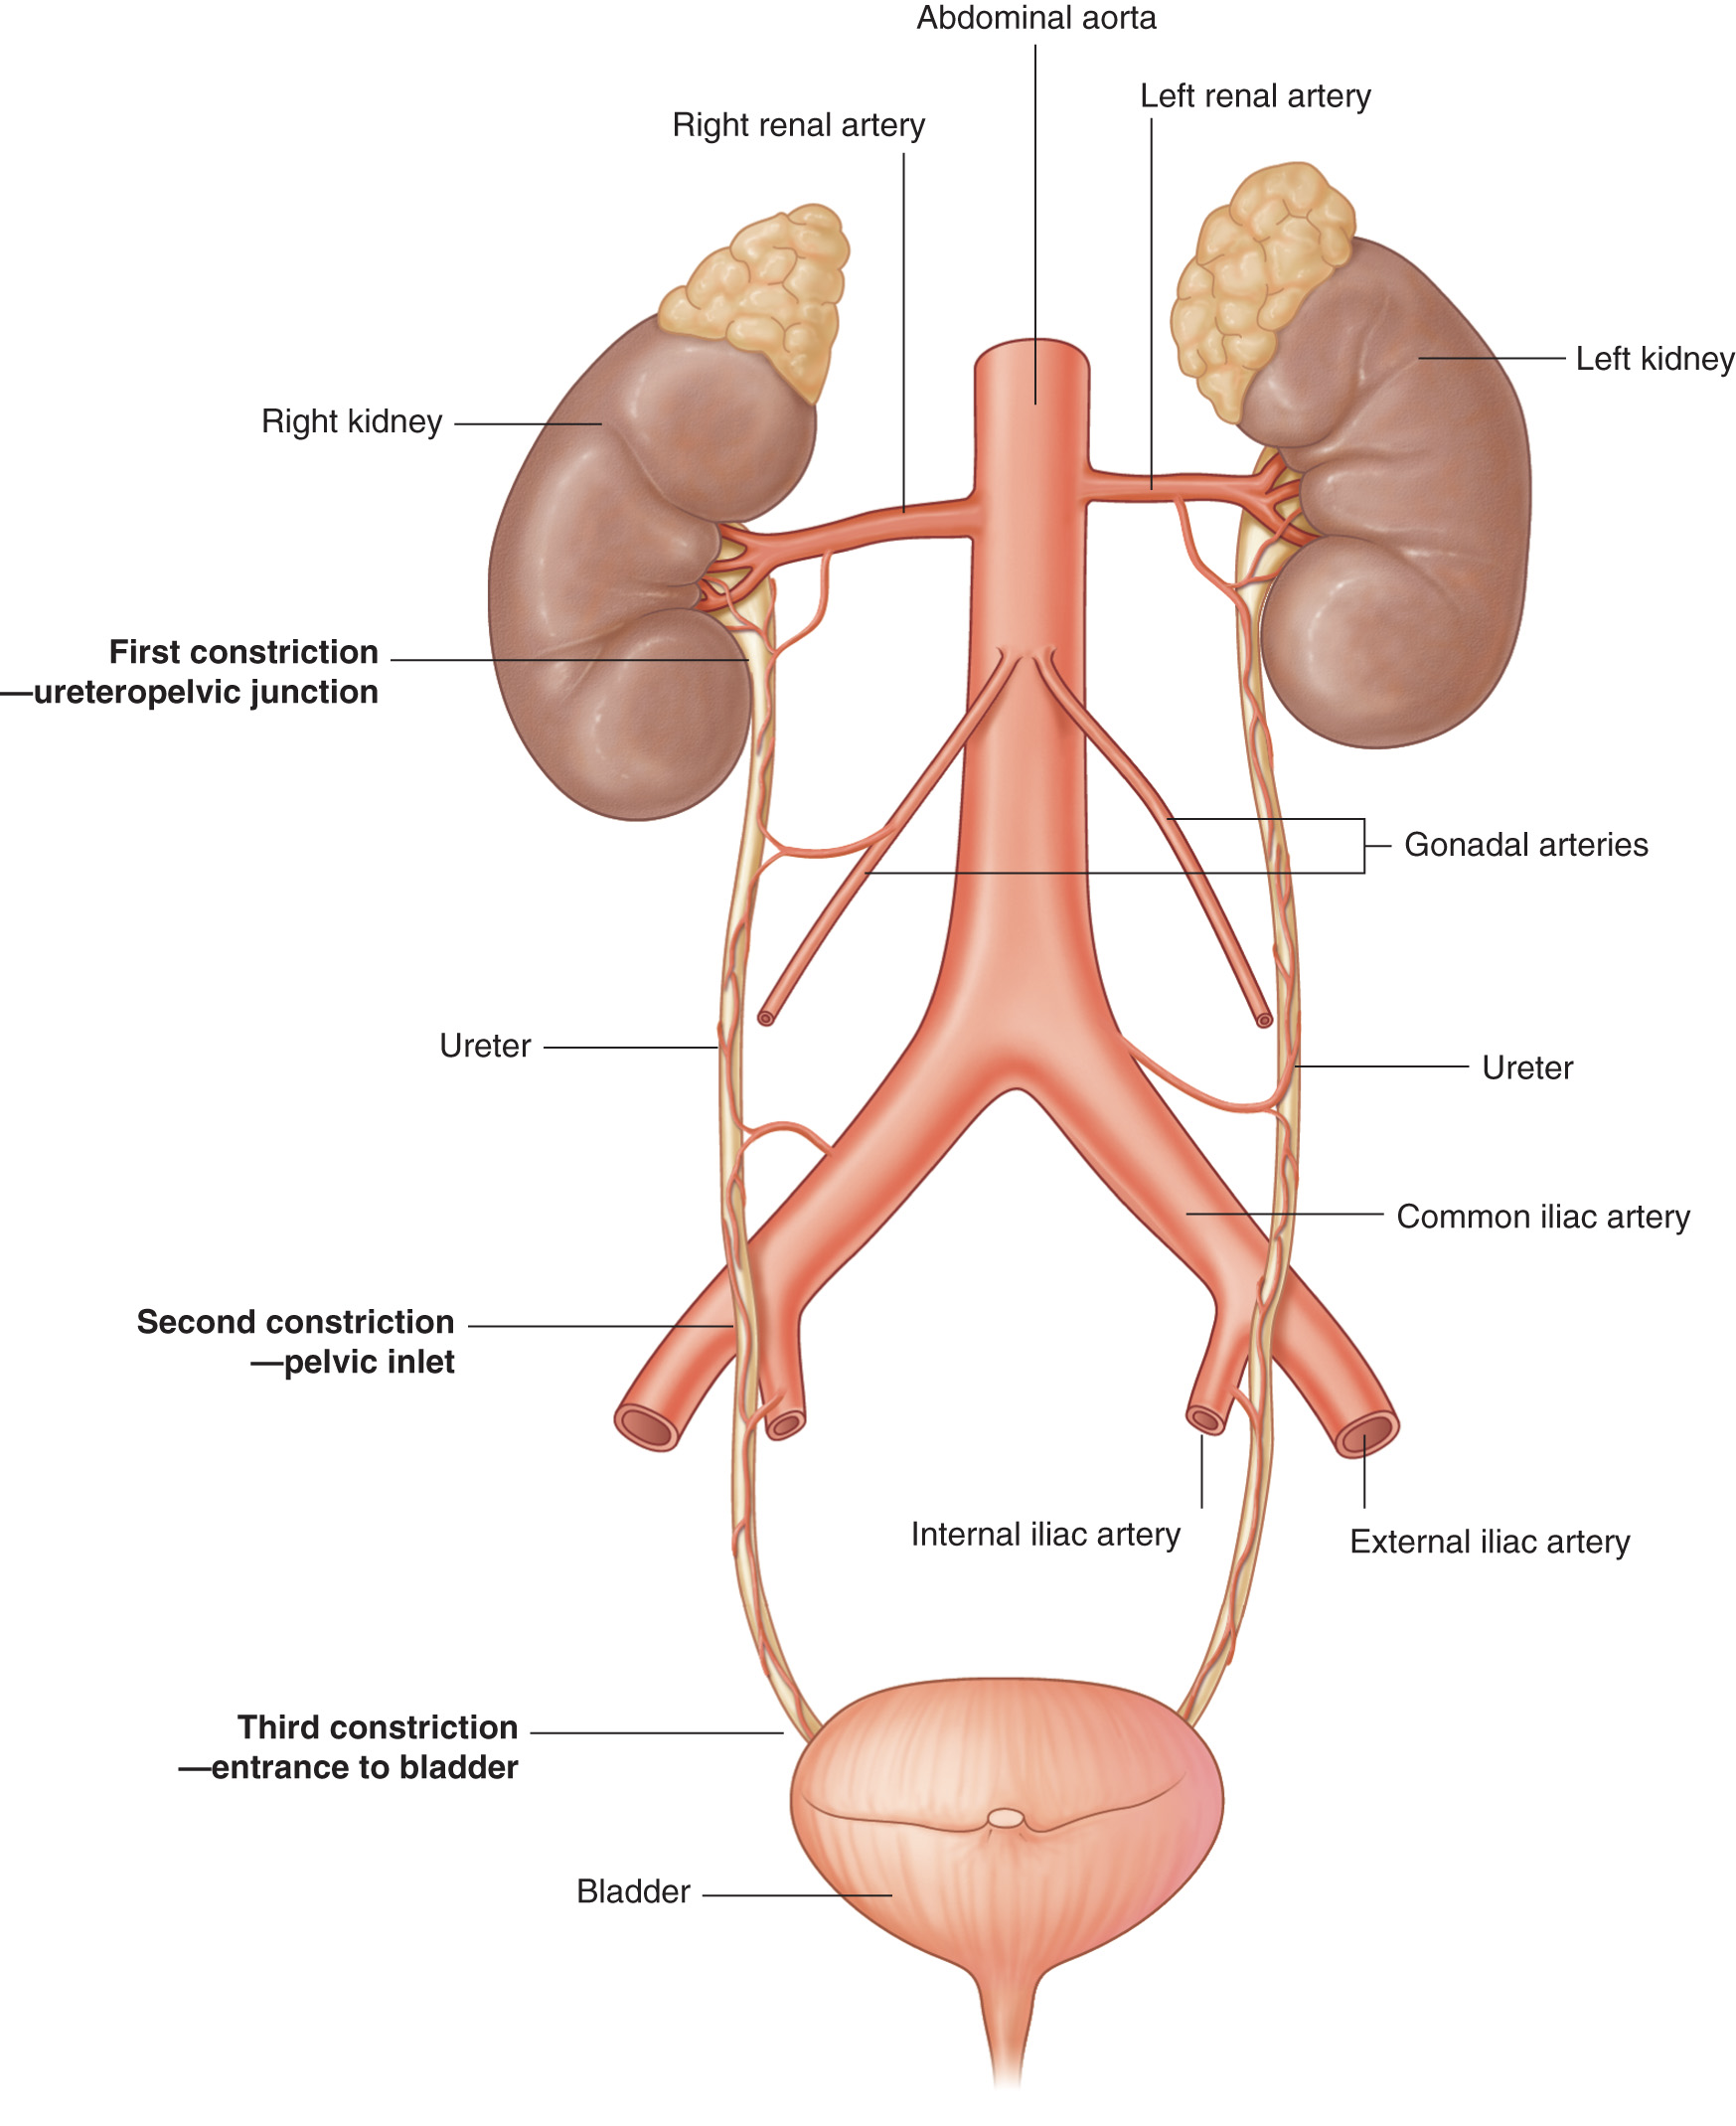 Abdominal aorta
Left renal artery
Right renal artery
Left kidney
Right kidney
First constriction
—ureteropelvic junction
Gonadal arteries
Ureter
Ureter
Common iliac artery
Second constriction
—pelvic inlet
Internal iliac artery
External iliac artery
Third constriction
—entrance to bladder
Bladder